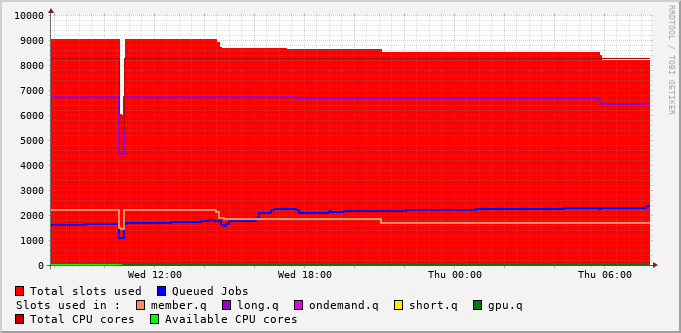 10000
9000
8000
7000
6000
5000
4000
3000
2000
1000
0
Wed 12:00 Wed 18:00 Thu 00:00 Thu 06:00
RRDTOOL / TOBI OETIKER
Total slots used Queued Jobs
Slots used in : member.q long.q ondemand.q short.q gpu.q
Total CPU cores Available CPU cores